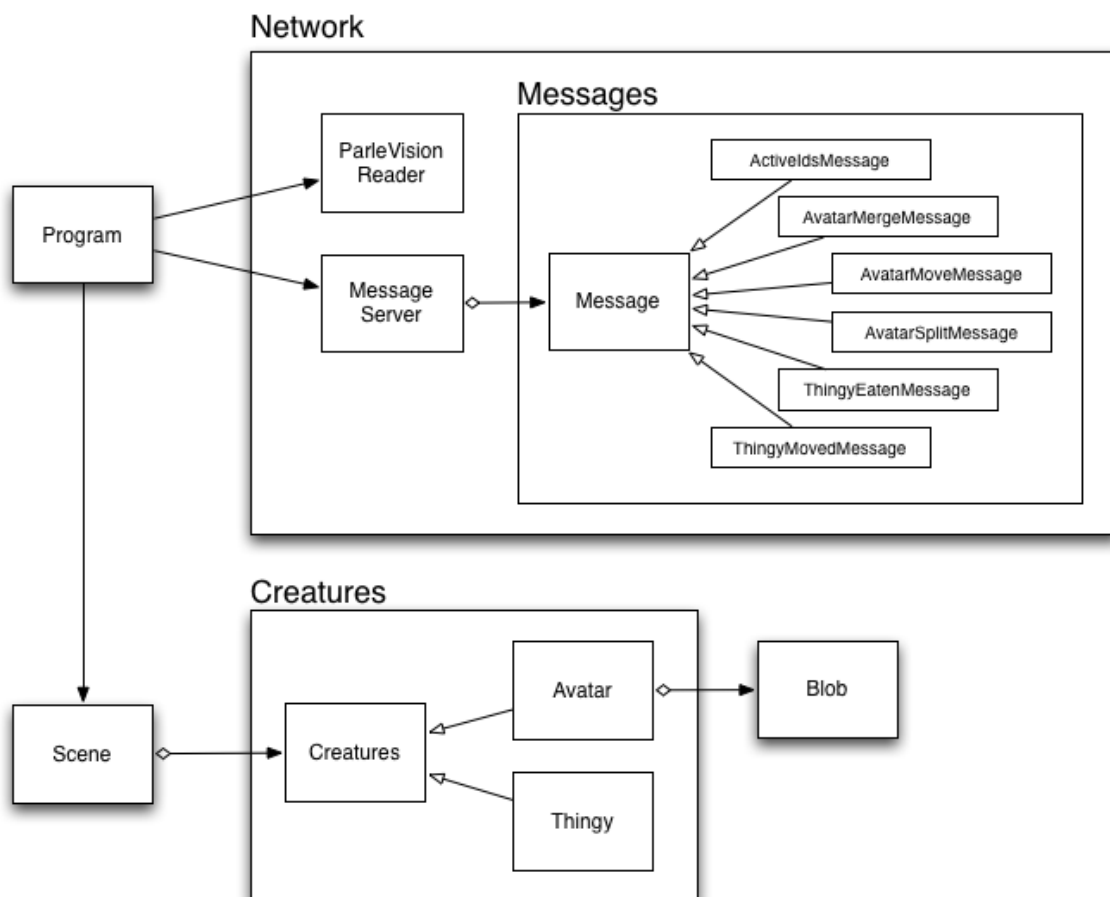 Network
Messages
ParleVision
Reader
ActiveIdsMessage
AvatarMergeMessage
Program
AvatarMoveMessage
Message
Server
Message
AvatarSplitMessage
ThingyEatenMessage
ThingyMovedMessage
Creatures
Avatar
Blob
Scene
Creatures
Thingy